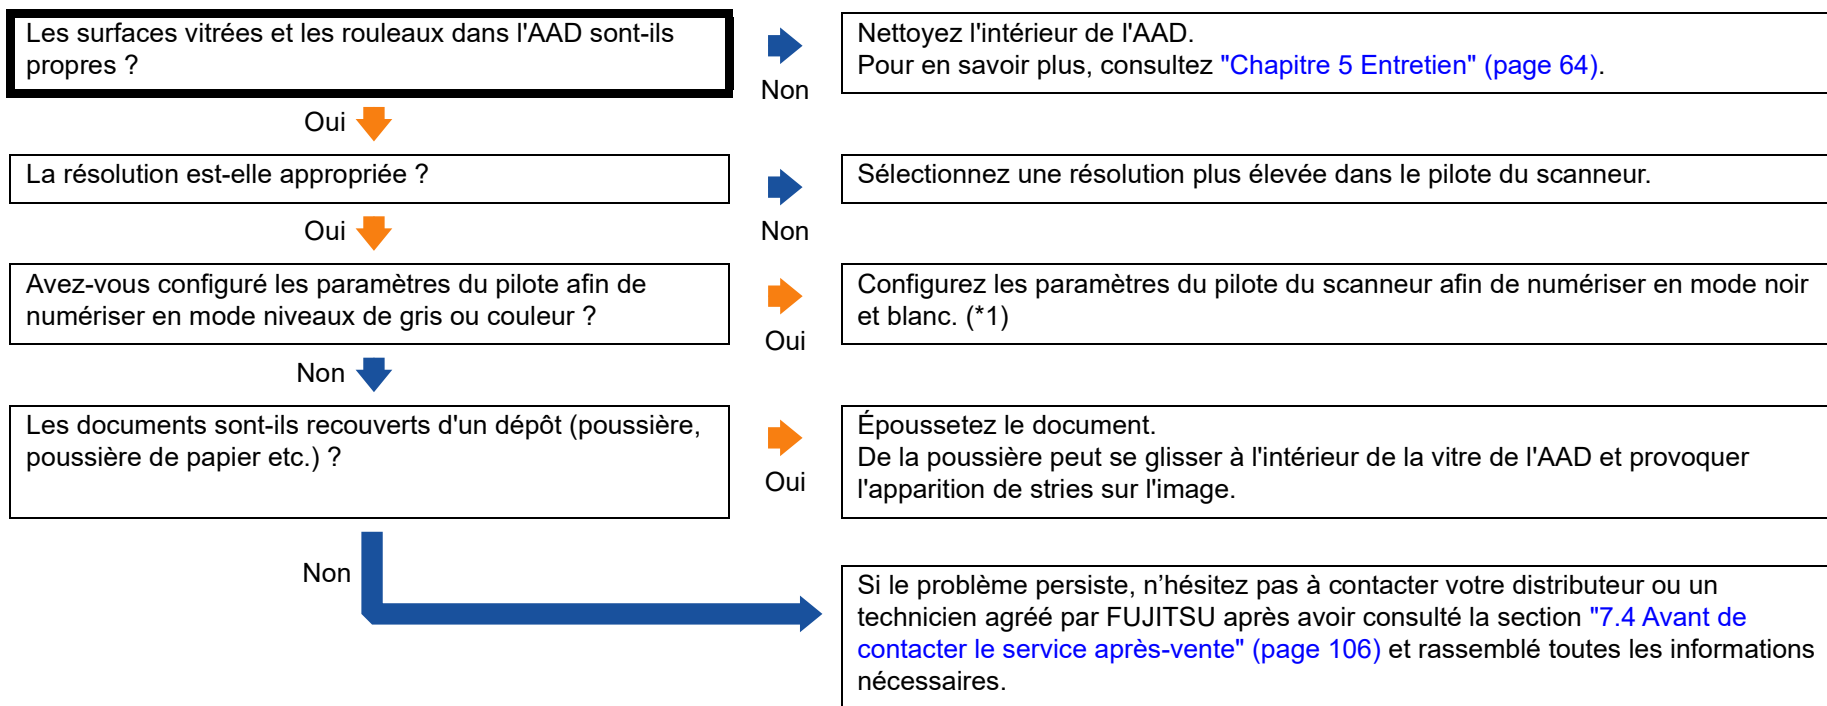 Les surfaces vitrées et les rouleaux dans l'AAD sont-ils
propres ?
Non
Nettoyez l'intérieur de l'AAD.
Pour en savoir plus, consultez "Chapitre 5 Entretien" (page 64).
Oui
La résolution est-elle appropriée ?
Non
Sélectionnez une résolution plus élevée dans le pilote du scanneur.
Oui
Avez-vous configuré les paramètres du pilote afin de
numériser en mode niveaux de gris ou couleur ?
Oui
Configurez les paramètres du pilote du scanneur afin de numériser en mode noir
et blanc. (*1)
Non
Les documents sont-ils recouverts d'un dépôt (poussière,
poussière de papier etc.) ?
Oui
Époussetez le document.
De la poussière peut se glisser à l'intérieur de la vitre de l'AAD et provoquer
l'apparition de stries sur l'image.
Non
Si le problème persiste, n’hésitez pas à contacter votre distributeur ou un
technicien agréé par FUJITSU après avoir consulté la section "7.4 Avant de
contacter le service après-vente" (page 106) et rassemblé toutes les informations
nécessaires.